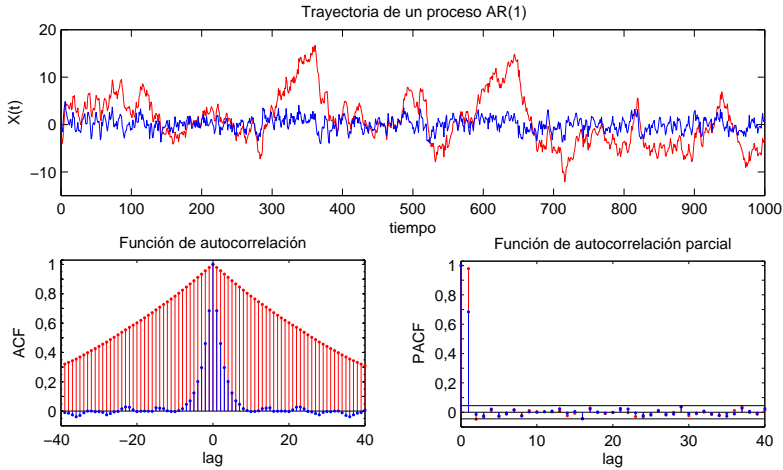 Trayectoria de un proceso AR(1)
20
10
0
−10
X(t)
0 100 200 300 400 500 600 700 800 900 1000
tiempo
Función de autocorrelación
1
0,8
0,6
0,4
0,2
0
ACF
−40 −20 0 20 40
lag
Función de autocorrelación parcial
1
0,8
0,6
0,4
0,2
0
PACF
0 10 20 30 40
lag